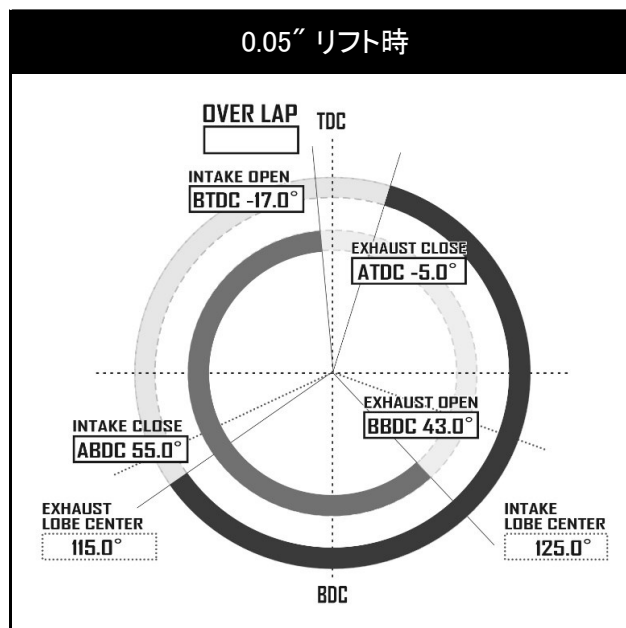 0.05″ リフト時
OVER LAP
TDC
INTAKE OPEN
BTDC -17.0°
EXHAUST CLOSE
ATDC -5.0°
EXHAUST OPEN
BBDC 43.0°
INTAKE CLOSE
ABDC 55.0°
EXHAUST
LOBE CENTER
115.0°
INTAKE
LOBE CENTER
125.0°
BDC